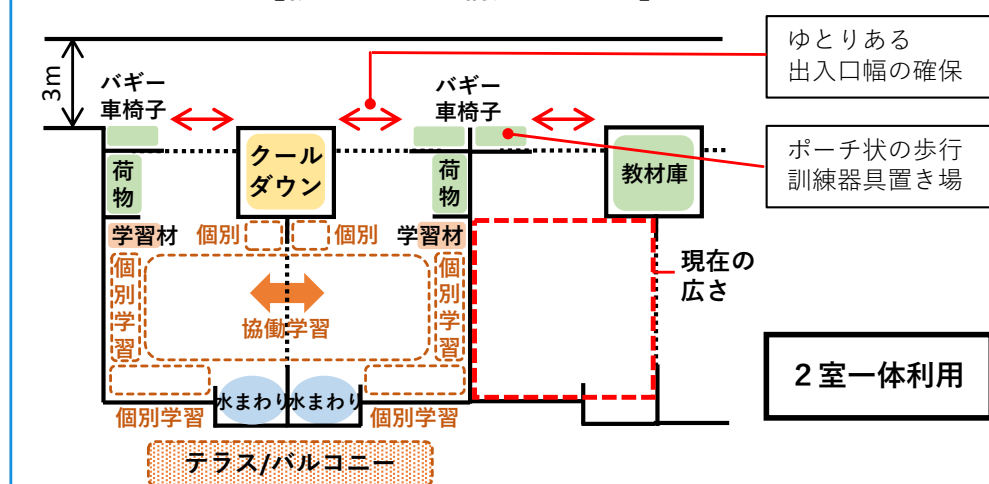 ゆとりある
出入口幅の確保
3m
バギー
車椅子
バギー
車椅子
ポーチ状の歩行
訓練器具置き場
クール
ダウン
教材庫
荷物
荷物
学習材
個別
個別
学習材
個別学習
個別学習
現在の
広さ
協働学習
2室一体利用
水まわり
水まわり
個別学習
個別学習
テラス/バルコニー